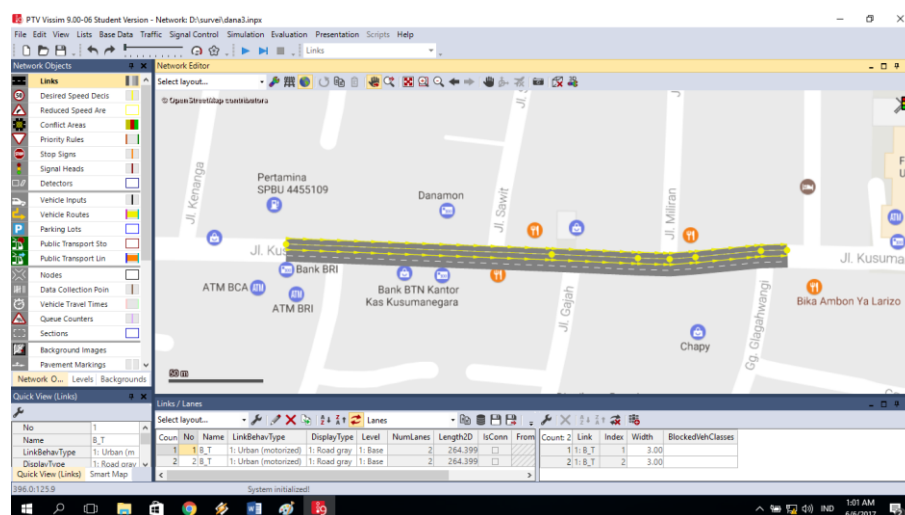 PTV Vissim 9.00-06 Student Version - Network: D:\survei\dana3.inpx
File Edit View Lists Base Data Traffic Signal Control Simulation Evaluation Presentation Scripts Help
Links
Network Objects
Network Editor
Select layout...
Links
Desired Speed Decis
Reduced Speed Are
Conflict Areas
Priority Rules
Stop Signs
Signal Heads
Detectors
Vehicle Inputs
Vehicle Routes
Parking Lots
Public Transport Sto
Public Transport Lin
Nodes
Data Collection Poin
Vehicle Travel Times
Queue Counters
Sections
Background Images
Pavement Markings
Network O... Levels Backgrounds
© OpenStreetMap contributors
Jl. Kenanga
Pertamina
SPBU 4455109
Danamon
Jl. Sawit
Jl. Miliran
Jl. Kus
Jl. Kusuma
Bank BRI
ATM BCA
ATM
ATM
ATM BRI
Bank BTN Kantor
Kas Kusumanegara
Jl. Gajah
Gg. Glagahwangi
Bika Ambon Ya Larizo
Chapy
ATM
50 m
Quick View (Links)
No 1
Name B_T
LinkBehavType 1: Urban (m
DisplayType 1: Road gray
Quick View (Links) Smart Map
Links / Lanes
Select layout... Lanes
Coun No Name LinkBehavType DisplayType Level NumLanes Length2D IsConn From
1 1 B_T 1: Urban (motorized) 1: Road gray 1: Base 2 264.399
2 2 B_T 1: Urban (motorized) 1: Road gray 1: Base 2 264.399
Count: 2 Link Index Width BlockedVehClasses
1 1: B_T 1 3.00
2 1: B_T 2 3.00
396.0:125.9 System initialized!
IND
1:01 AM
6/6/2017